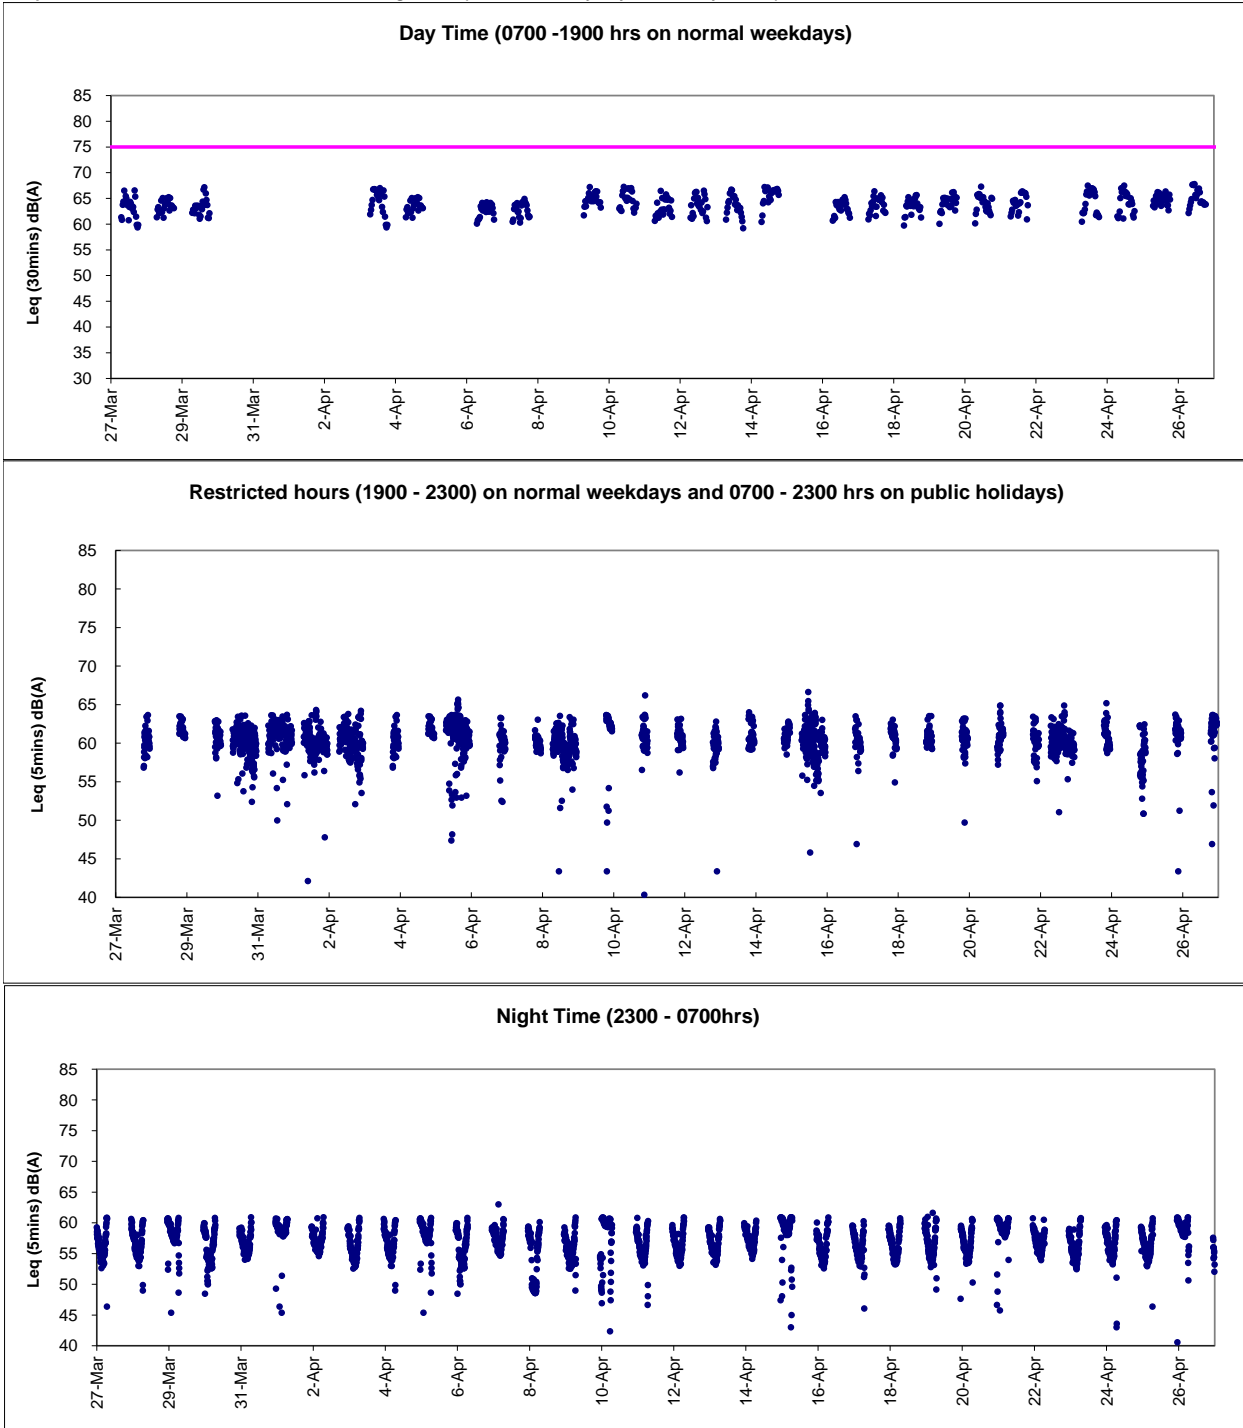 Day Time (0700 -1900 hrs on normal weekdays)
85
80
75
70
65
60
55
50
45
40
35
30
Leq (30mins) dB(A)
27-Mar
29-Mar
31-Mar
2-Apr
4-Apr
6-Apr
8-Apr
10-Apr
12-Apr
14-Apr
16-Apr
18-Apr
20-Apr
22-Apr
24-Apr
26-Apr
Restricted hours (1900 - 2300) on normal weekdays and 0700 - 2300 hrs on public holidays)
85
80
75
70
65
60
55
50
45
40
Leq (5mins) dB(A)
27-Mar
29-Mar
31-Mar
2-Apr
4-Apr
6-Apr
8-Apr
10-Apr
12-Apr
14-Apr
16-Apr
18-Apr
20-Apr
22-Apr
24-Apr
26-Apr
Night Time (2300 - 0700hrs)
85
80
75
70
65
60
55
50
45
40
Leq (5mins) dB(A)
27-Mar
29-Mar
31-Mar
2-Apr
4-Apr
6-Apr
8-Apr
10-Apr
12-Apr
14-Apr
16-Apr
18-Apr
20-Apr
22-Apr
24-Apr
26-Apr